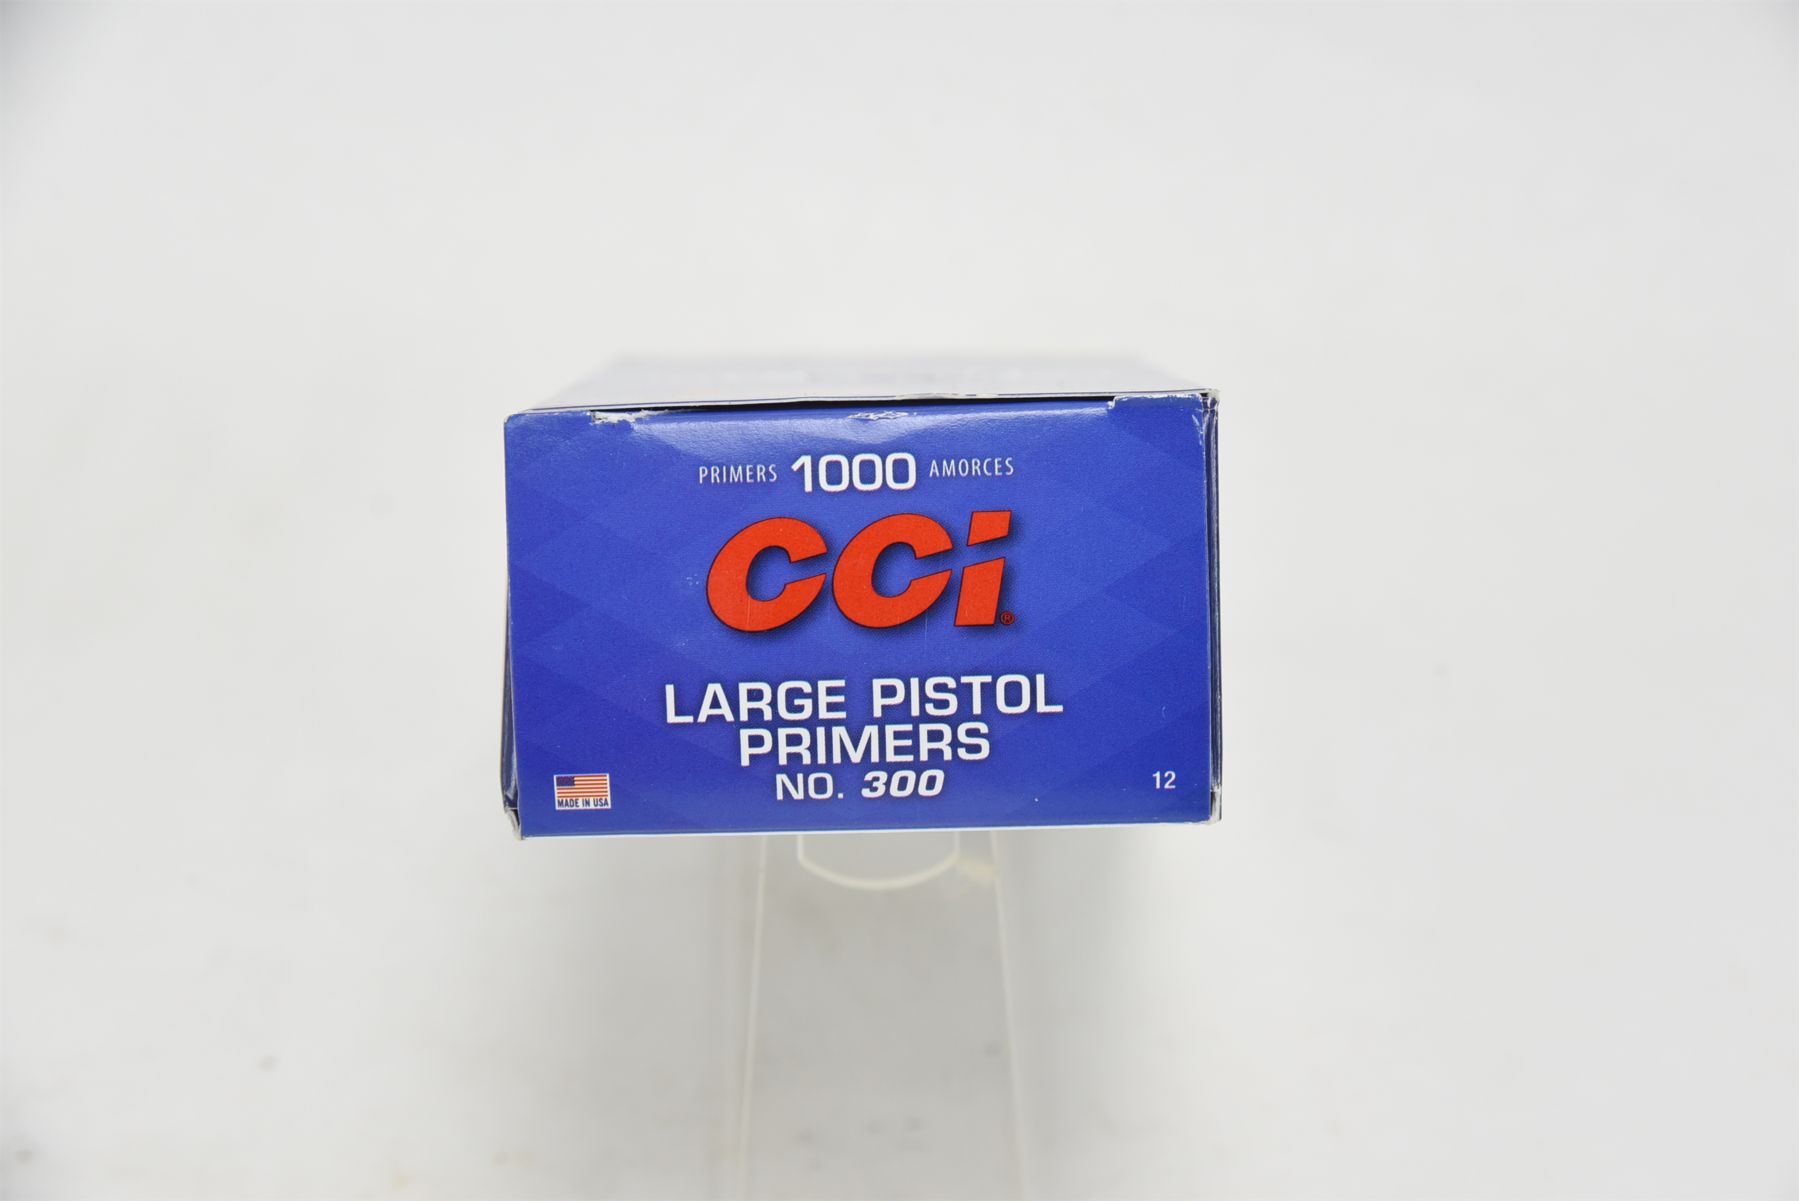 PRIMERS 1000 AMORCES
CCI®
LARGE PISTOL
PRIMERS
NO. 300
MADE IN USA
12